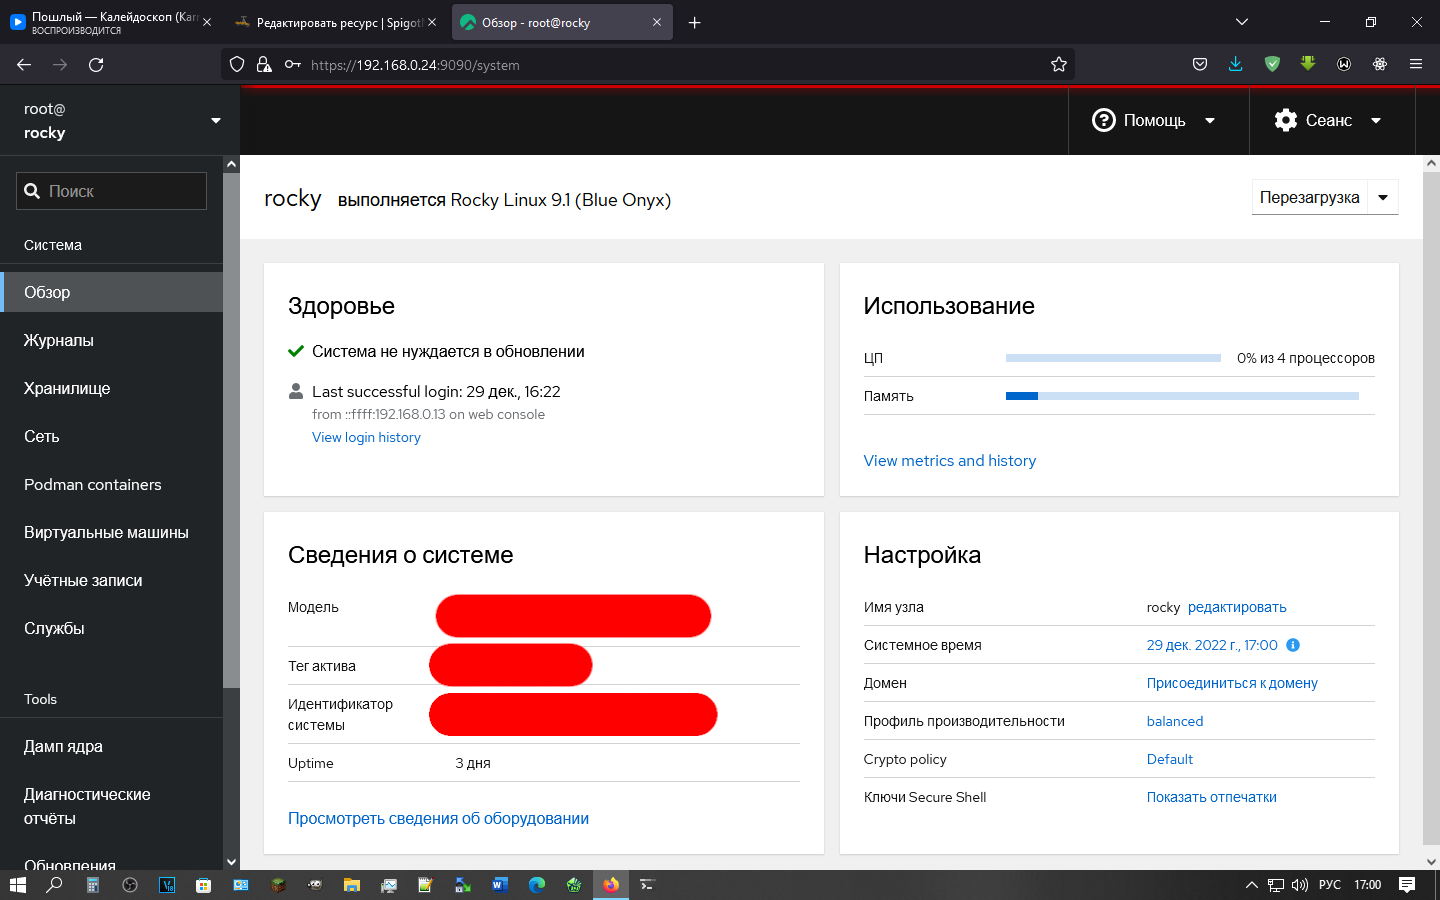 Пошлый — Калейдоскоп (Кат
ВОСПРОИЗВОДИТСЯ
Редактировать ресурс | Spigot
Обзор - root@rocky
https://192.168.0.24:9090/system
root@
rocky
Помощь
Сеанс
Поиск
Система
Обзор
Журналы
Хранилище
Сеть
Podman containers
Виртуальные машины
Учётные записи
Службы
Tools
Дамп ядра
Диагностические
отчёты
Обновления
rocky выполняется Rocky Linux 9.1 (Blue Onyx)
Перезагрузка
Здоровье
Система не нуждается в обновлении
Last successful login: 29 дек., 16:22
from ::ffff:192.168.0.13 on web console
View login history
Использование
ЦП 0% из 4 процессоров
Память
View metrics and history
Сведения о системе
Модель
Тег актива
Идентификатор
системы
Uptime 3 дня
Просмотреть сведения об оборудовании
Настройка
Имя узла rocky редактировать
Системное время 29 дек. 2022 г., 17:00
Домен Присоединиться к домену
Профиль производительности balanced
Crypto policy Default
Ключи Secure Shell Показать отпечатки
РУС 17:00